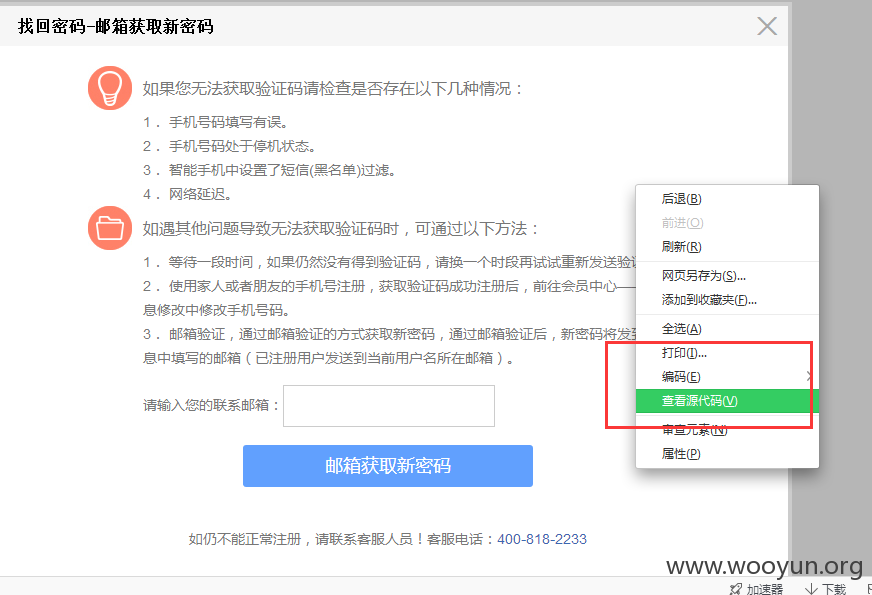 找回密码-邮箱获取新密码
如果您无法获取验证码请检查是否存在以下几种情况：
1． 手机号码填写有误。
2． 手机号码处于停机状态。
3． 智能手机中设置了短信(黑名单)过滤。
4． 网络延迟。
如遇其他问题导致无法获取验证码时，可通过以下方法：
1． 等待一段时间，如果仍然没有得到验证码，请换一个时段再试试重新发送验
2． 使用家人或者朋友的手机号注册，获取验证码成功注册后，前往会员中心—
息修改中修改手机号码。
3． 邮箱验证，通过邮箱验证的方式获取新密码，通过邮箱验证后，新密码将发到
息中填写的邮箱（已注册用户发送到当前用户名所在邮箱）。
请输入您的联系邮箱：
邮箱获取新密码
如仍不能正常注册，请联系客服人员！客服电话：400-818-2233
后退(B)
前进(O)
刷新(R)
网页另存为(S)...
添加到收藏夹(F)...
全选(A)
打印(I)...
编码(E)
查看源代码(V)
审查元素(N)
属性(P)
www.wooyun.org
加速器
下载